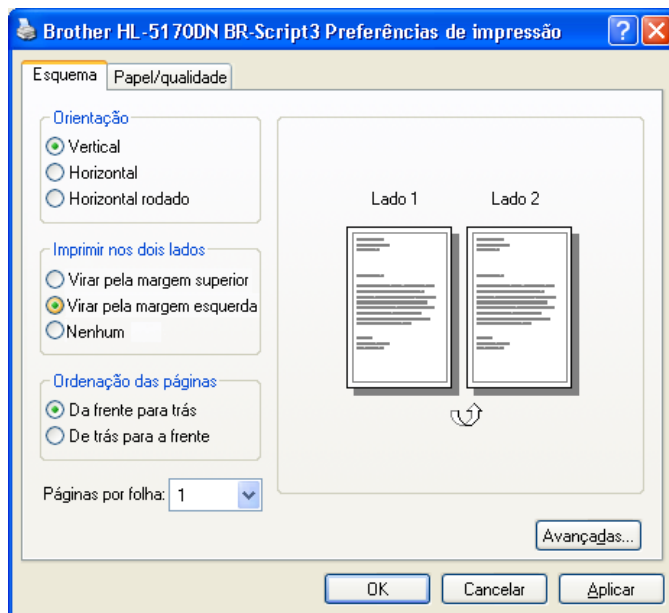 Brother HL-5170DN BR-Script3 Preferências de impressão
Esquema Papel/qualidade
Orientação
Vertical
Horizontal
Horizontal rodado
Imprimir nos dois lados
Virar pela margem superior
Virar pela margem esquerda
Nenhum
Ordenação das páginas
Da frente para trás
De trás para a frente
Páginas por folha: 1
Lado 1 Lado 2
Avançadas...
OK Cancelar Aplicar